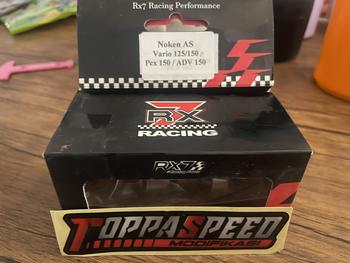 Rx7 Racing Performance
Noken AS
Vario 125/150
Pcx 150 / ADV 150
RX
RACING
RX7
TOPPASPEED
MODIFIKASI